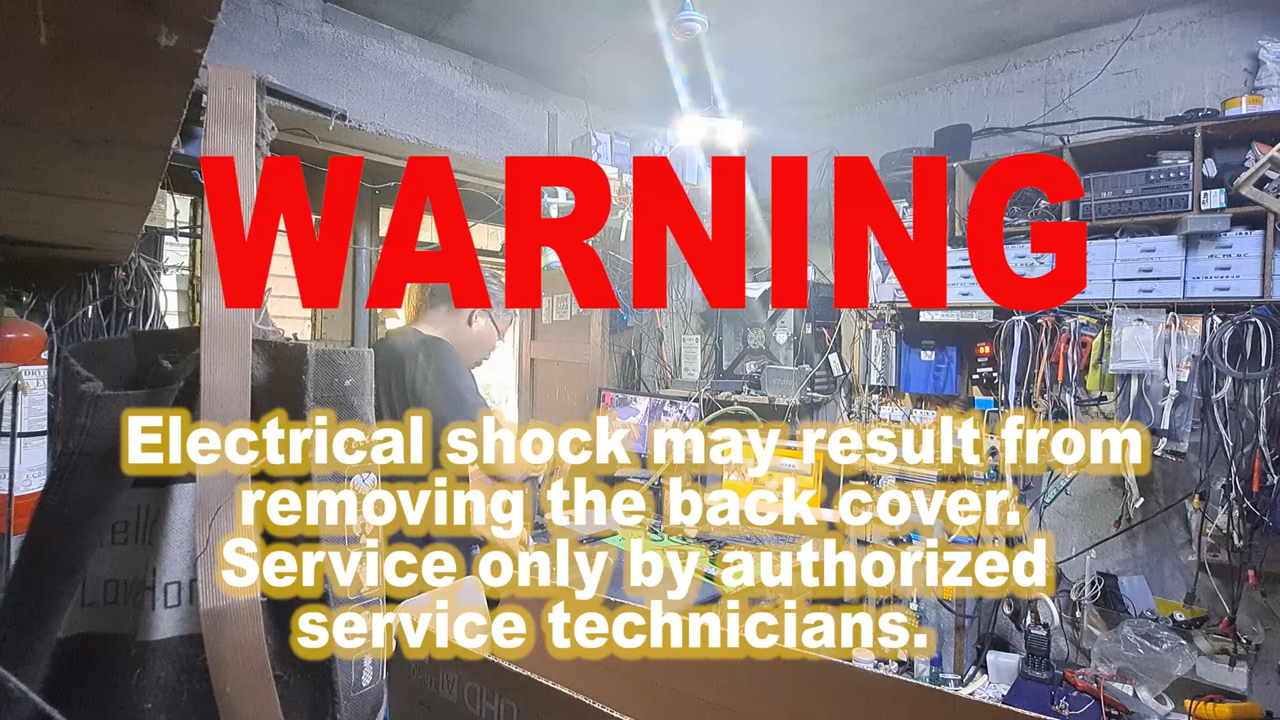 WARNING
Electrical shock may result from
removing the back cover.
Service only by authorized
service technicians.